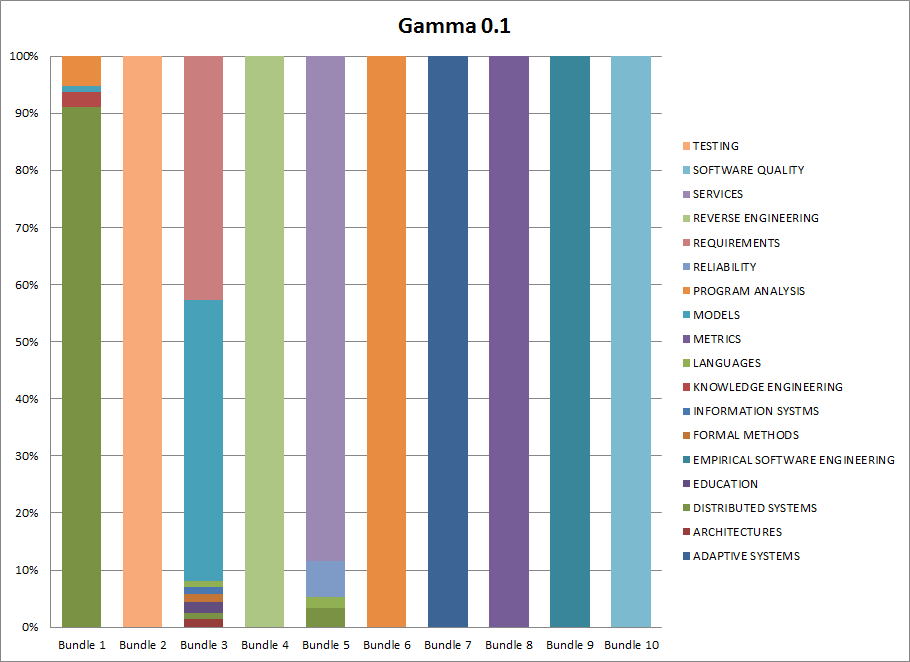 Gamma 0.1
100%
90%
80%
70%
60%
50%
40%
30%
20%
10%
0%
Bundle 1 Bundle 2 Bundle 3 Bundle 4 Bundle 5 Bundle 6 Bundle 7 Bundle 8 Bundle 9 Bundle 10
TESTING
SOFTWARE QUALITY
SERVICES
REVERSE ENGINEERING
REQUIREMENTS
RELIABILITY
PROGRAM ANALYSIS
MODELS
METRICS
LANGUAGES
KNOWLEDGE ENGINEERING
INFORMATION SYSTMS
FORMAL METHODS
EMPIRICAL SOFTWARE ENGINEERING
EDUCATION
DISTRIBUTED SYSTEMS
ARCHITECTURES
ADAPTIVE SYSTEMS